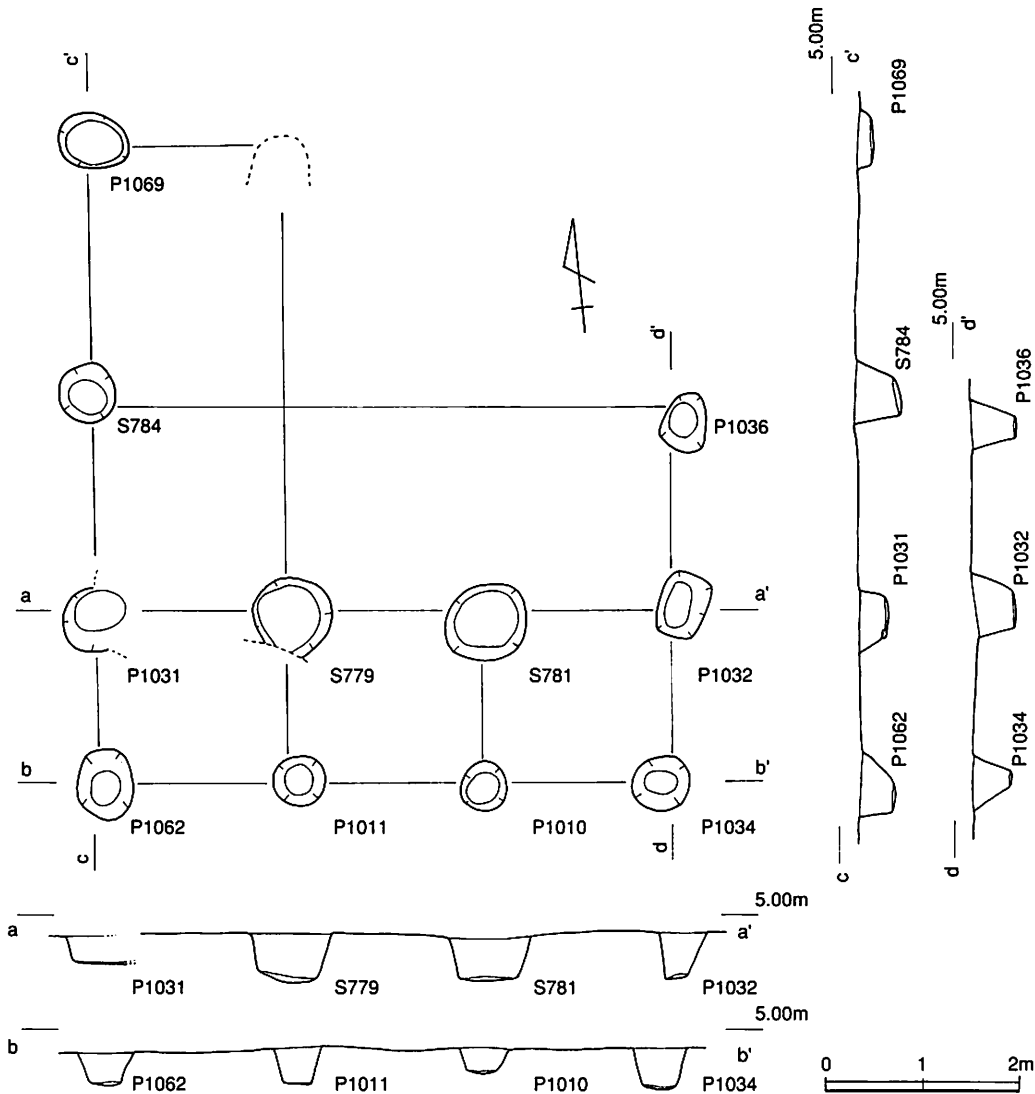 c'
5.00m
c'
P1069
P1069
d'
5.00m
d'
S784
P1036
S784
P1036
a
a'
P1031
P1032
P1031
S779
S781
P1032
b
b'
P1062
P1034
P1062
P1011
P1010
P1034
c
d
c
d
5.00m
a
a'
P1031
S779
S781
P1032
5.00m
b
b'
P1062
P1011
P1010
P1034
0 1 2m